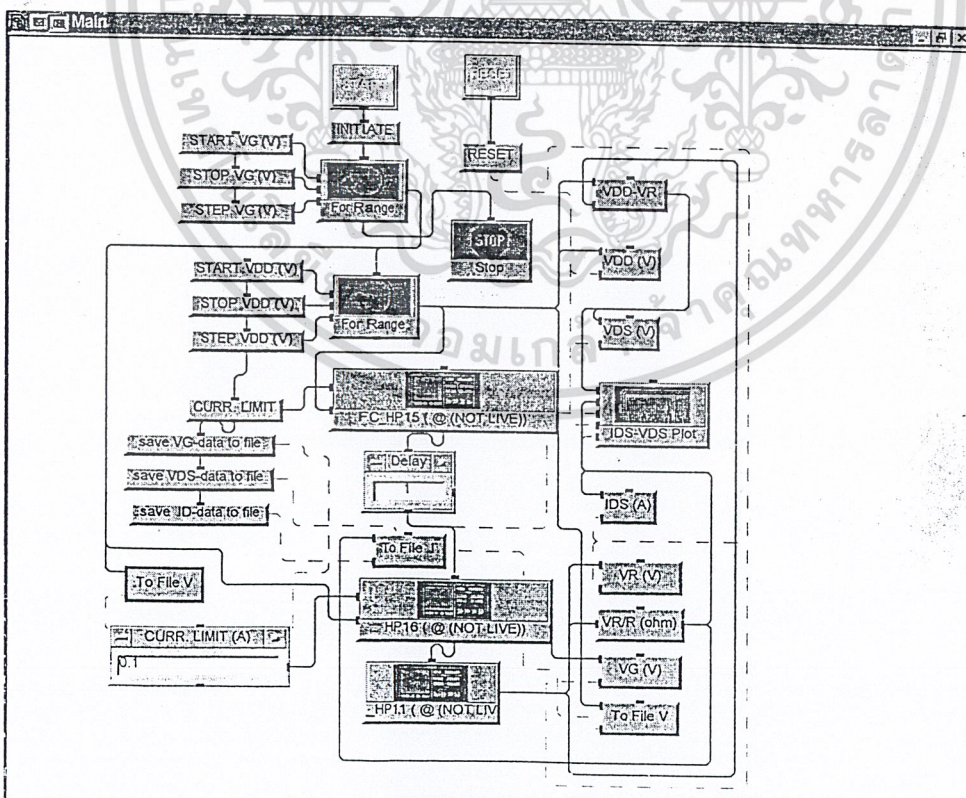 Main
RESET
INITIATE
RESET
START VG (V)
STOP VG (V)
STEP VG (V)
For Range
STOP
Stop
VDD-VR
VDD (V)
START VDD (V)
STOP VDD (V)
STEP VDD (V)
For Range
VDS (V)
CURR. LIMIT
HP15 ( @ (NOT LIVE))
IDS-VDS Plot
save VG-data to file
save VDS-data to file
save ID-data to file
Delay
1
IDS (A)
To File I
To File V
HP16 ( @ (NOT LIVE))
VR (V)
VR/R (ohm)
CURR. LIMIT (A)
0.1
VG (V)
HP11 ( @ (NOT LIV
To File V